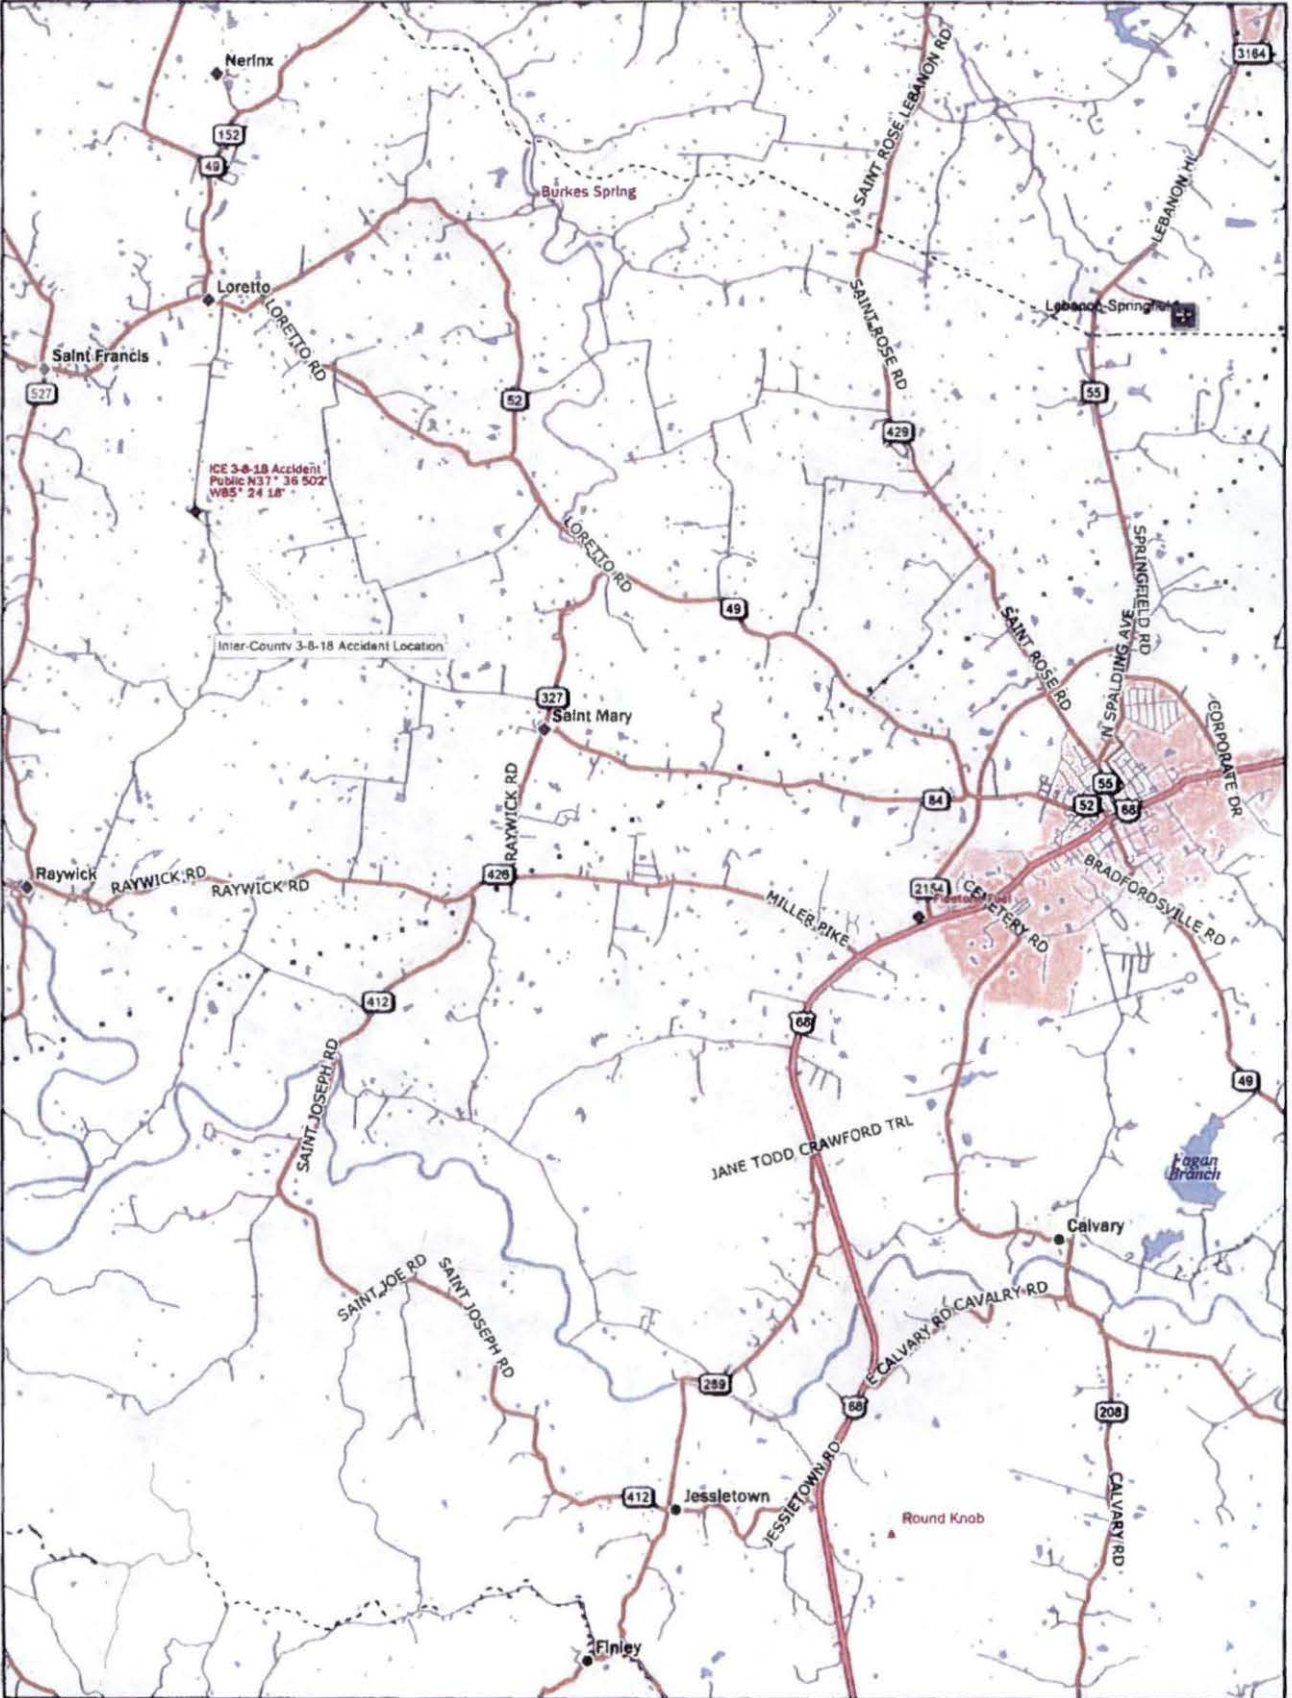 3164
Nerinx
SAINT ROSE LEBANON RD
152
49
Burkes Spring
LEBANON HL
Loretto
LORETTO RD
SAINT ROSE RD
Lebanon-Springfield
Saint Francis
527
52
55
429
ICE 3-8-18 Accident
Public N37° 36 502'
W85° 24 18'
LORETTO RD
SPRINGFIELD RD
49
SAINT ROSE RD
N SPALDING AVE
Inter-County 3-8-18 Accident Location
327
Saint Mary
CORPORATE DR
RAYWICK RD
84
55
52
68
Raywick
RAYWICK RD
RAYWICK RD
426
2154
CEMETERY RD
BRADFORDSVILLE RD
MILLER PIKE
412
68
SAINT JOSEPH RD
49
JANE TODD CRAWFORD TRL
Fagan
Branch
Calvary
SAINT JOE RD
SAINT JOSEPH RD
E CALVARY RD
CAVALRY RD
289
68
208
412
Jessietown
JESSIETOWN RD
CALVARY RD
Round Knob
Finley